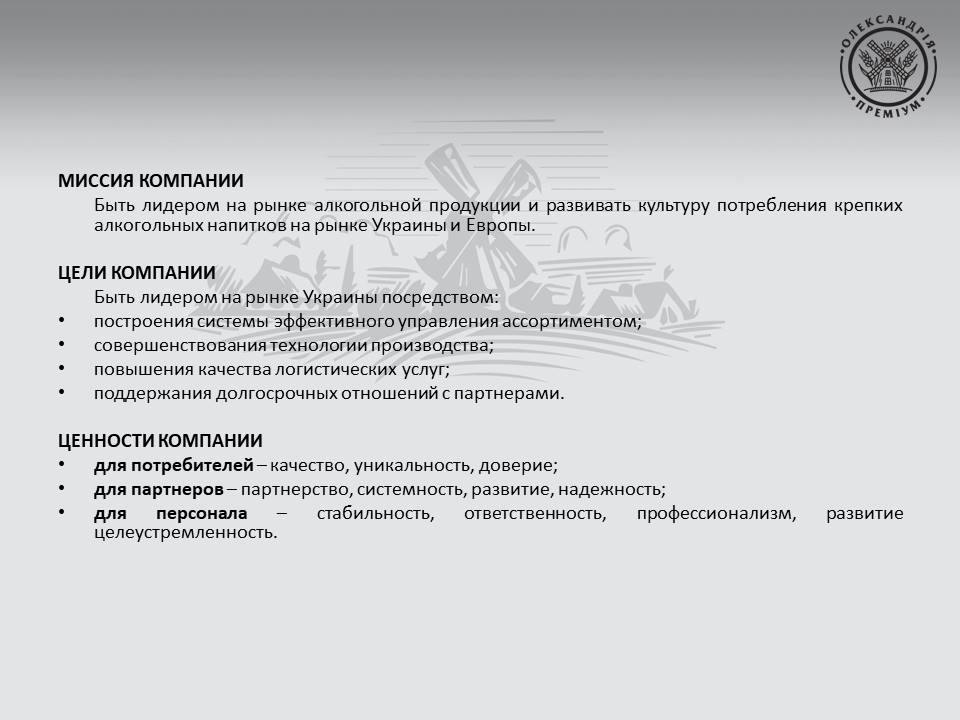 ОЛЕКСАНДРІЯ
ПРЕМІУМ
МИССИЯ КОМПАНИИ
Быть лидером на рынке алкогольной продукции и развивать культуру потребления крепких
алкогольных напитков на рынке Украины и Европы.
ЦЕЛИ КОМПАНИИ
Быть лидером на рынке Украины посредством:
• построения системы эффективного управления ассортиментом;
• совершенствования технологии производства;
• повышения качества логистических услуг;
• поддержания долгосрочных отношений с партнерами.
ЦЕННОСТИ КОМПАНИИ
• для потребителей – качество, уникальность, доверие;
• для партнеров – партнерство, системность, развитие, надежность;
• для персонала – стабильность, ответственность, профессионализм, развитие
целеустремленность.